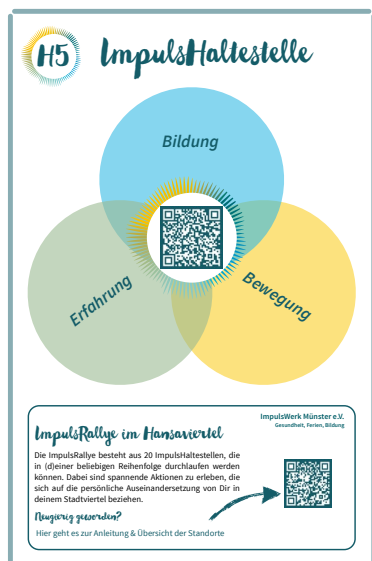 H5
ImpulsHaltestelle
Bildung
Erfahrung
Bewegung
ImpulsWerk Münster e.V.
Gesundheit, Ferien, Bildung
ImpulsRallye im Hansaviertel
Die ImpulsRallye besteht aus 20 ImpulsHaltestellen, die
in (d)einer beliebigen Reihenfolge durchlaufen werden
können. Dabei sind spannende Aktionen zu erleben, die
sich auf die persönliche Auseinandersetzung von Dir in
deinem Stadtviertel beziehen.
Neugierig geworden?
Hier geht es zur Anleitung & Übersicht der Standorte